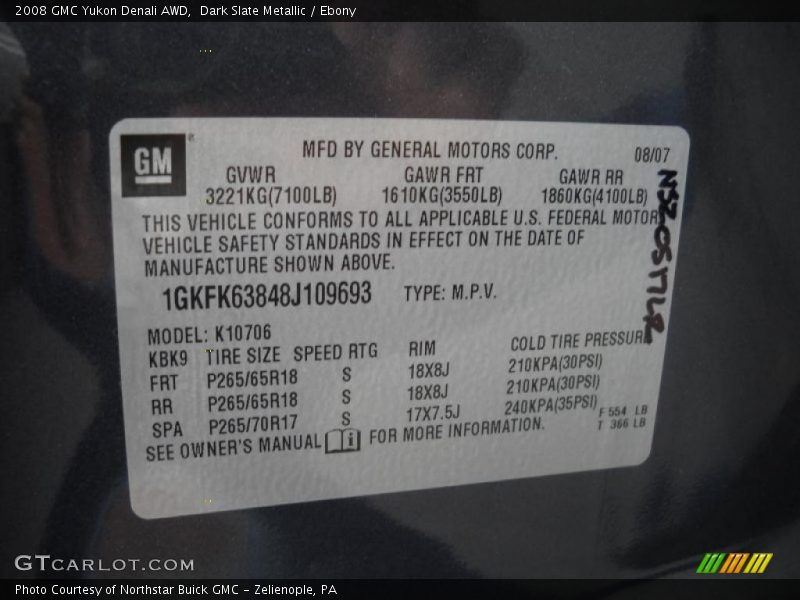 2008 GMC Yukon Denali AWD,  Dark Slate Metallic / Ebony
GM
MFD BY GENERAL MOTORS CORP.
08/07
GVWR GAWR FRT GAWR RR
3221KG(7100LB) 1610KG(3550LB) 1860KG(4100LB)
THIS VEHICLE CONFORMS TO ALL APPLICABLE U.S. FEDERAL MOTOR
VEHICLE SAFETY STANDARDS IN EFFECT ON THE DATE OF
MANUFACTURE SHOWN ABOVE.
1GKFK63848J109693 TYPE: M.P.V.
MODEL: K10706
KBK9 TIRE SIZE SPEED RTG RIM COLD TIRE PRESSURE
FRT P265/65R18 S 18X8J 210KPA(30PSI)
RR P265/65R18 S 18X8J 210KPA(30PSI)
SPA P265/70R17 S 17X7.5J 240KPA(35PSI)
F 554 LB
T 366 LB
SEE OWNER'S MANUAL FOR MORE INFORMATION.
GTCARLOT.COM
Photo Courtesy of Northstar Buick GMC - Zelienople, PA